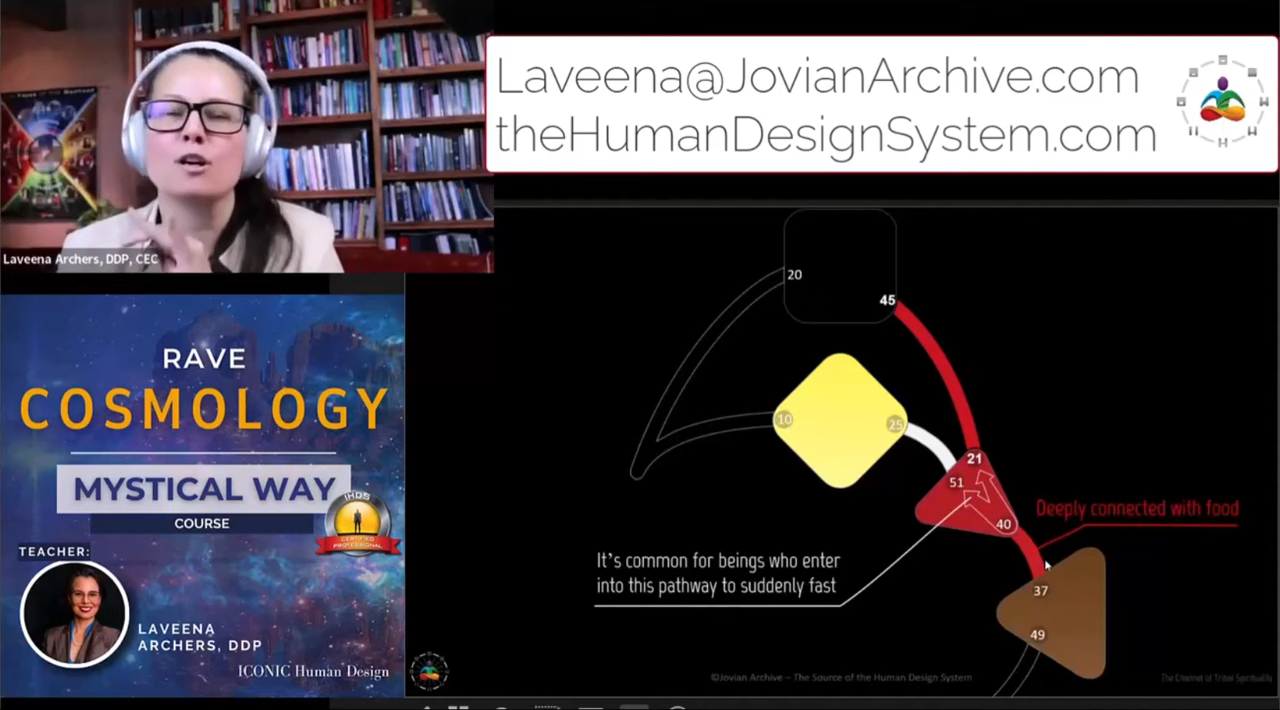 Laveena@JovianArchive.com
theHumanDesignSystem.com
Laveena Archers, DDP, CEC
RAVE
COSMOLOGY
MYSTICAL WAY
COURSE
IHDS
CERTIFIED
PROFESSIONAL
TEACHER:
LAVEENA
ARCHERS, DDP
ICONIC Human Design
20
45
10
25
21
51
40
Deeply connected with food
It's common for beings who enter
into this pathway to suddenly fast
37
49
©Jovian Archive – The Source of the Human Design System
The Channel of Tribal Spirituality